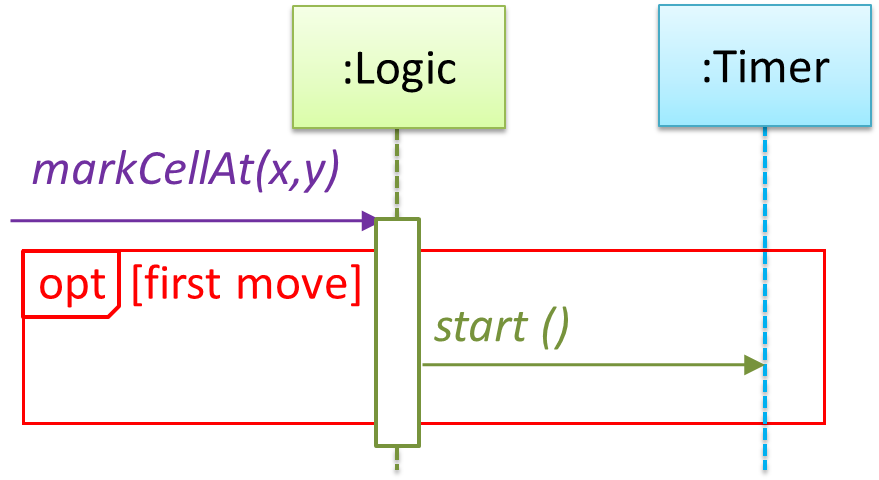 :Logic
:Timer
markCellAt(x,y)
opt [first move]
start ()